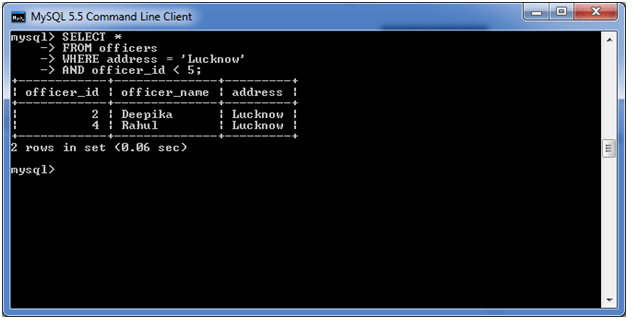 MySQL 5.5 Command Line Client
mysql> SELECT *
    -> FROM officers
    -> WHERE address = 'Lucknow'
    -> AND officer_id < 5;
+------------+--------------+---------+
| officer_id | officer_name | address |
+------------+--------------+---------+
|          2 | Deepika      | Lucknow |
|          4 | Rahul        | Lucknow |
+------------+--------------+---------+
2 rows in set (0.06 sec)
mysql>